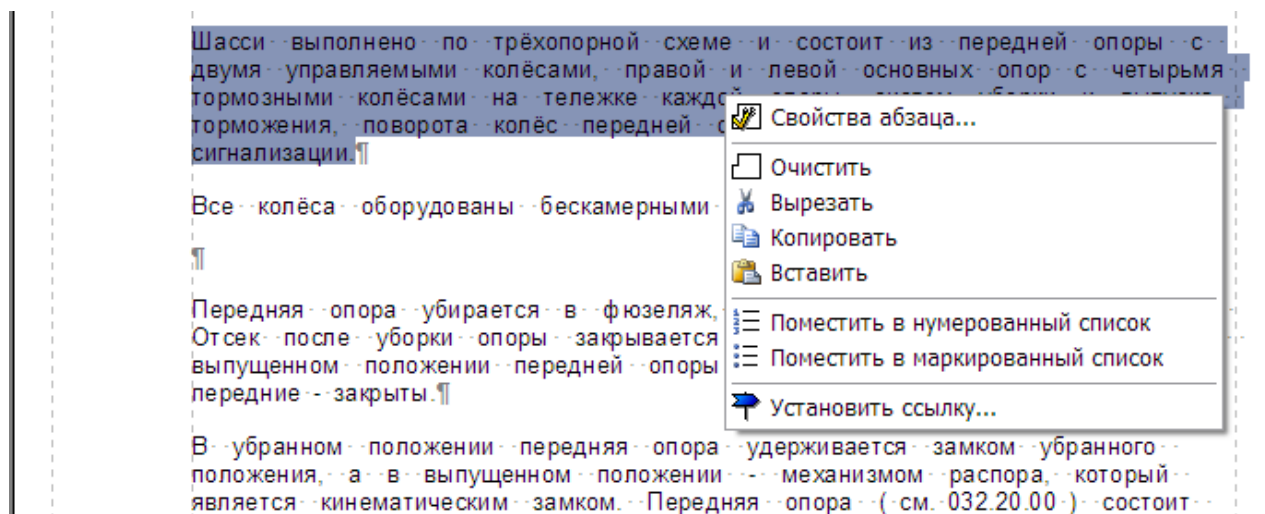 Шасси выполнено по трёхопорной схеме и состоит из передней опоры с
двумя управляемыми колёсами, правой и левой основных опор с четырьмя
тормозными колёсами на тележке каждой
торможения, поворота колёс передней
сигнализации.¶
Все колёса оборудованы бескамерными
¶
Передняя опора убирается в фюзеляж,
Отсек после уборки опоры закрывается
выпущенном положении передней опоры
передние - закрыты.¶
В убранном положении передняя опора удерживается замком убранного
положения, а в выпущенном положении - механизмом распора, который
является кинематическим замком. Передняя опора ( см. 032.20.00 ) состоит
Свойства абзаца...
Очистить
Вырезать
Копировать
Вставить
Поместить в нумерованный список
Поместить в маркированный список
Установить ссылку...